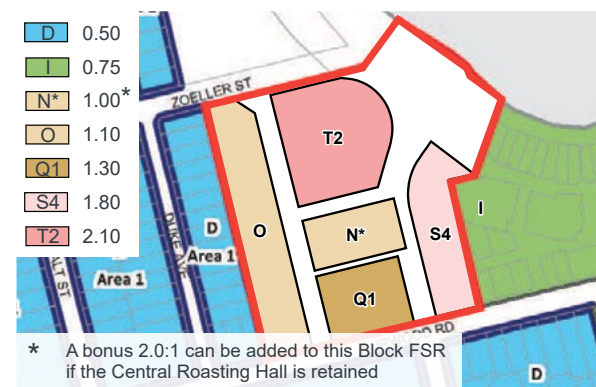 D 0.50
I 0.75
N* 1.00*
O 1.10
Q1 1.30
S4 1.80
T2 2.10
ZOELLER ST
T2
DUKE AVE
D
Area 1
O
N*
S4
I
Area 1
Q1
RD
* A bonus 2.0:1 can be added to this Block FSR
if the Central Roasting Hall is retained
D